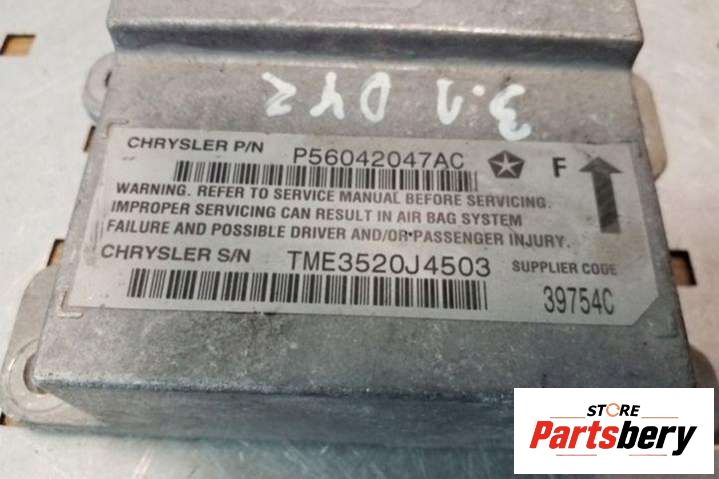 3.1 DYZ
CHRYSLER P/N P56042047AC F
WARNING. REFER TO SERVICE MANUAL BEFORE SERVICING.
IMPROPER SERVICING CAN RESULT IN AIR BAG SYSTEM
FAILURE AND POSSIBLE DRIVER AND/OR PASSENGER INJURY.
CHRYSLER S/N TME3520J4503 SUPPLIER CODE
39754C
STORE
Partsbery